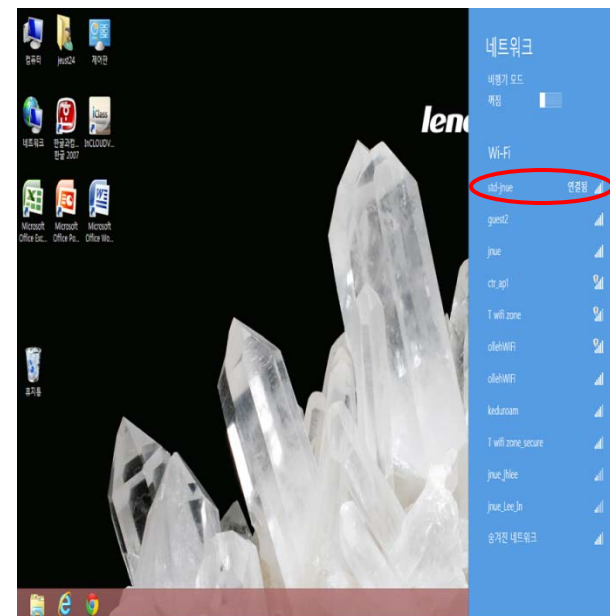 컴퓨터
jeust24
제어판
네트워크
한글과컴...
한글 2007
iClass
InCLOUDV...
Microsoft
Office Exc...
Microsoft
Office Po...
Microsoft
Office Wo...
휴지통
leno
네트워크
비행기 모드
꺼짐
Wi-Fi
std-jnue 연결됨
guest2
jnue
ctr_ap1
T wifi zone
ollehWiFi
ollehWiFi
keduroam
T wifi zone_secure
jnue_jhlee
jnue_Lee_In
숨겨진 네트워크